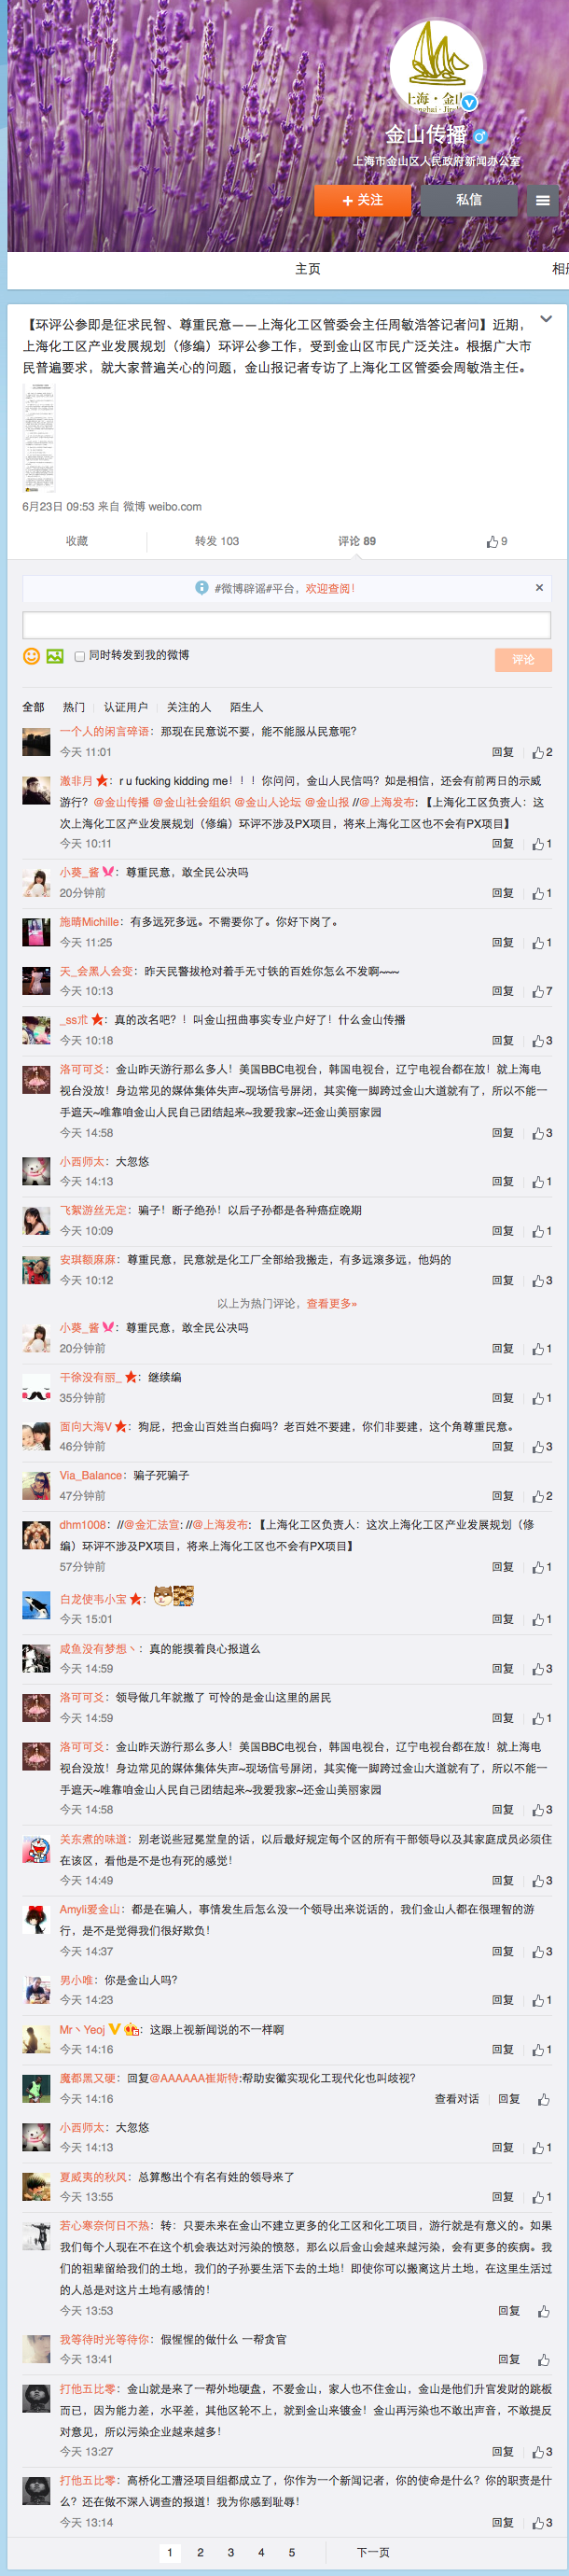 上海·金山
金山传播
上海市金山区人民政府新闻办公室
+ 关注
私信
主页
相册
【环评公参即是征求民智、尊重民意——上海化工区管委会主任周敏浩答记者问】近期，
上海化工区产业发展规划（修编）环评公参工作，受到金山区市民广泛关注。根据广大市
民普遍要求，就大家普遍关心的问题，金山报记者专访了上海化工区管委会周敏浩主任。
6月23日 09:53 来自 微博 weibo.com
收藏
转发 103
评论 89
9
#微博辟谣#平台，欢迎查阅！
同时转发到我的微博
评论
全部 热门 认证用户 关注的人 陌生人
一个人的闲言碎语：那现在民意说不要，能不能服从民意呢?
今天 11:01 回复 2
澈非月：r u fucking kidding me！！！你问问，金山人民信吗？如是相信，还会有前两日的示威
游行？@金山传播 @金山社会组织 @金山人论坛 @金山报 //@上海发布:【上海化工区负责人：这
次上海化工区产业发展规划（修编）环评不涉及PX项目，将来上海化工区也不会有PX项目】
今天 10:11 回复 1
小葵_酱：尊重民意，敢全民公决吗
20分钟前 回复 1
施晴Michille：有多远死多远。不需要你了。你好下岗了。
今天 11:25 回复 1
天_会黑人会变：昨天民警拔枪对着手无寸铁的百姓你怎么不发啊~~~
今天 10:13 回复 7
_ss朮：真的改名吧？！叫金山扭曲事实专业户好了！什么金山传播
今天 10:18 回复 3
洛可可爻：金山昨天游行那么多人！美国BBC电视台，韩国电视台，辽宁电视台都在放！就上海电
视台没放！身边常见的媒体集体失声~现场信号屏闭，其实俺一脚跨过金山大道就有了，所以不能一
手遮天~唯靠咱金山人民自己团结起来~我爱我家~还金山美丽家园
今天 14:58 回复 3
小西师太：大忽悠
今天 14:13 回复 1
飞絮游丝无定：骗子！断子绝孙！以后子孙都是各种癌症晚期
今天 10:09 回复 1
安琪额麻麻：尊重民意，民意就是化工厂全部给我搬走，有多远滚多远，他妈的
今天 10:12 回复 3
以上为热门评论，查看更多»
小葵_酱：尊重民意，敢全民公决吗
20分钟前 回复 1
干徐没有丽_：继续编
35分钟前 回复 1
面向大海V：狗屁，把金山百姓当白痴吗？老百姓不要建，你们非要建，这个角尊重民意。
46分钟前 回复 3
Via_Balance：骗子死骗子
47分钟前 回复 2
dhm1008：//@金汇法宣: //@上海发布:【上海化工区负责人：这次上海化工区产业发展规划（修
编）环评不涉及PX项目，将来上海化工区也不会有PX项目】
57分钟前 回复 1
白龙使韦小宝：
今天 15:01 回复 1
咸鱼没有梦想丶：真的能摸着良心报道么
今天 14:59 回复 3
洛可可爻：领导做几年就撤了 可怜的是金山这里的居民
今天 14:59 回复 1
洛可可爻：金山昨天游行那么多人！美国BBC电视台，韩国电视台，辽宁电视台都在放！就上海电
视台没放！身边常见的媒体集体失声~现场信号屏闭，其实俺一脚跨过金山大道就有了，所以不能一
手遮天~唯靠咱金山人民自己团结起来~我爱我家~还金山美丽家园
今天 14:58 回复 3
关东煮的味道：别老说些冠冕堂皇的话，以后最好规定每个区的所有干部领导以及其家庭成员必须住
在该区，看他是不是也有死的感觉！
今天 14:49 回复 3
Amyli爱金山：都是在骗人，事情发生后怎么没一个领导出来说话的，我们金山人都在很理智的游
行，是不是觉得我们很好欺负！
今天 14:37 回复 3
男小唯：你是金山人吗?
今天 14:23 回复 1
Mr丶Yeoj：这跟上视新闻说的不一样啊
今天 14:16 回复 1
魔都黑又硬：回复@AAAAAA崔斯特:帮助安徽实现化工现代化也叫歧视？
今天 14:16 查看对话 回复
小西师太：大忽悠
今天 14:13 回复 1
夏威夷的秋风：总算憋出个有名有姓的领导来了
今天 13:55 回复 1
若心寒奈何日不热：转：只要未来在金山不建立更多的化工区和化工项目，游行就是有意义的。如果
我们每个人现在不在这个机会表达对污染的愤怒，那么以后金山会越来越污染，会有更多的疾病。我
们的祖辈留给我们的土地，我们的子孙要生活下去的土地！即使你可以搬离这片土地，在这里生活过
的人总是对这片土地有感情的！
今天 13:53 回复
我等待时光等待你：假惺惺的做什么 一帮贪官
今天 13:41 回复
打他五比零：金山就是来了一帮外地硬盘，不爱金山，家人也不住金山，金山是他们升官发财的跳板
而已，因为能力差，水平差，其他区轮不上，就到金山来镀金！金山再污染也不敢出声音，不敢提反
对意见，所以污染企业越来越多！
今天 13:27 回复 3
打他五比零：高桥化工漕泾项目组都成立了，你作为一个新闻记者，你的使命是什么？你的职责是什
么？还在做不深入调查的报道！我为你感到耻辱！
今天 13:14 回复 3
1 2 3 4 5 下一页